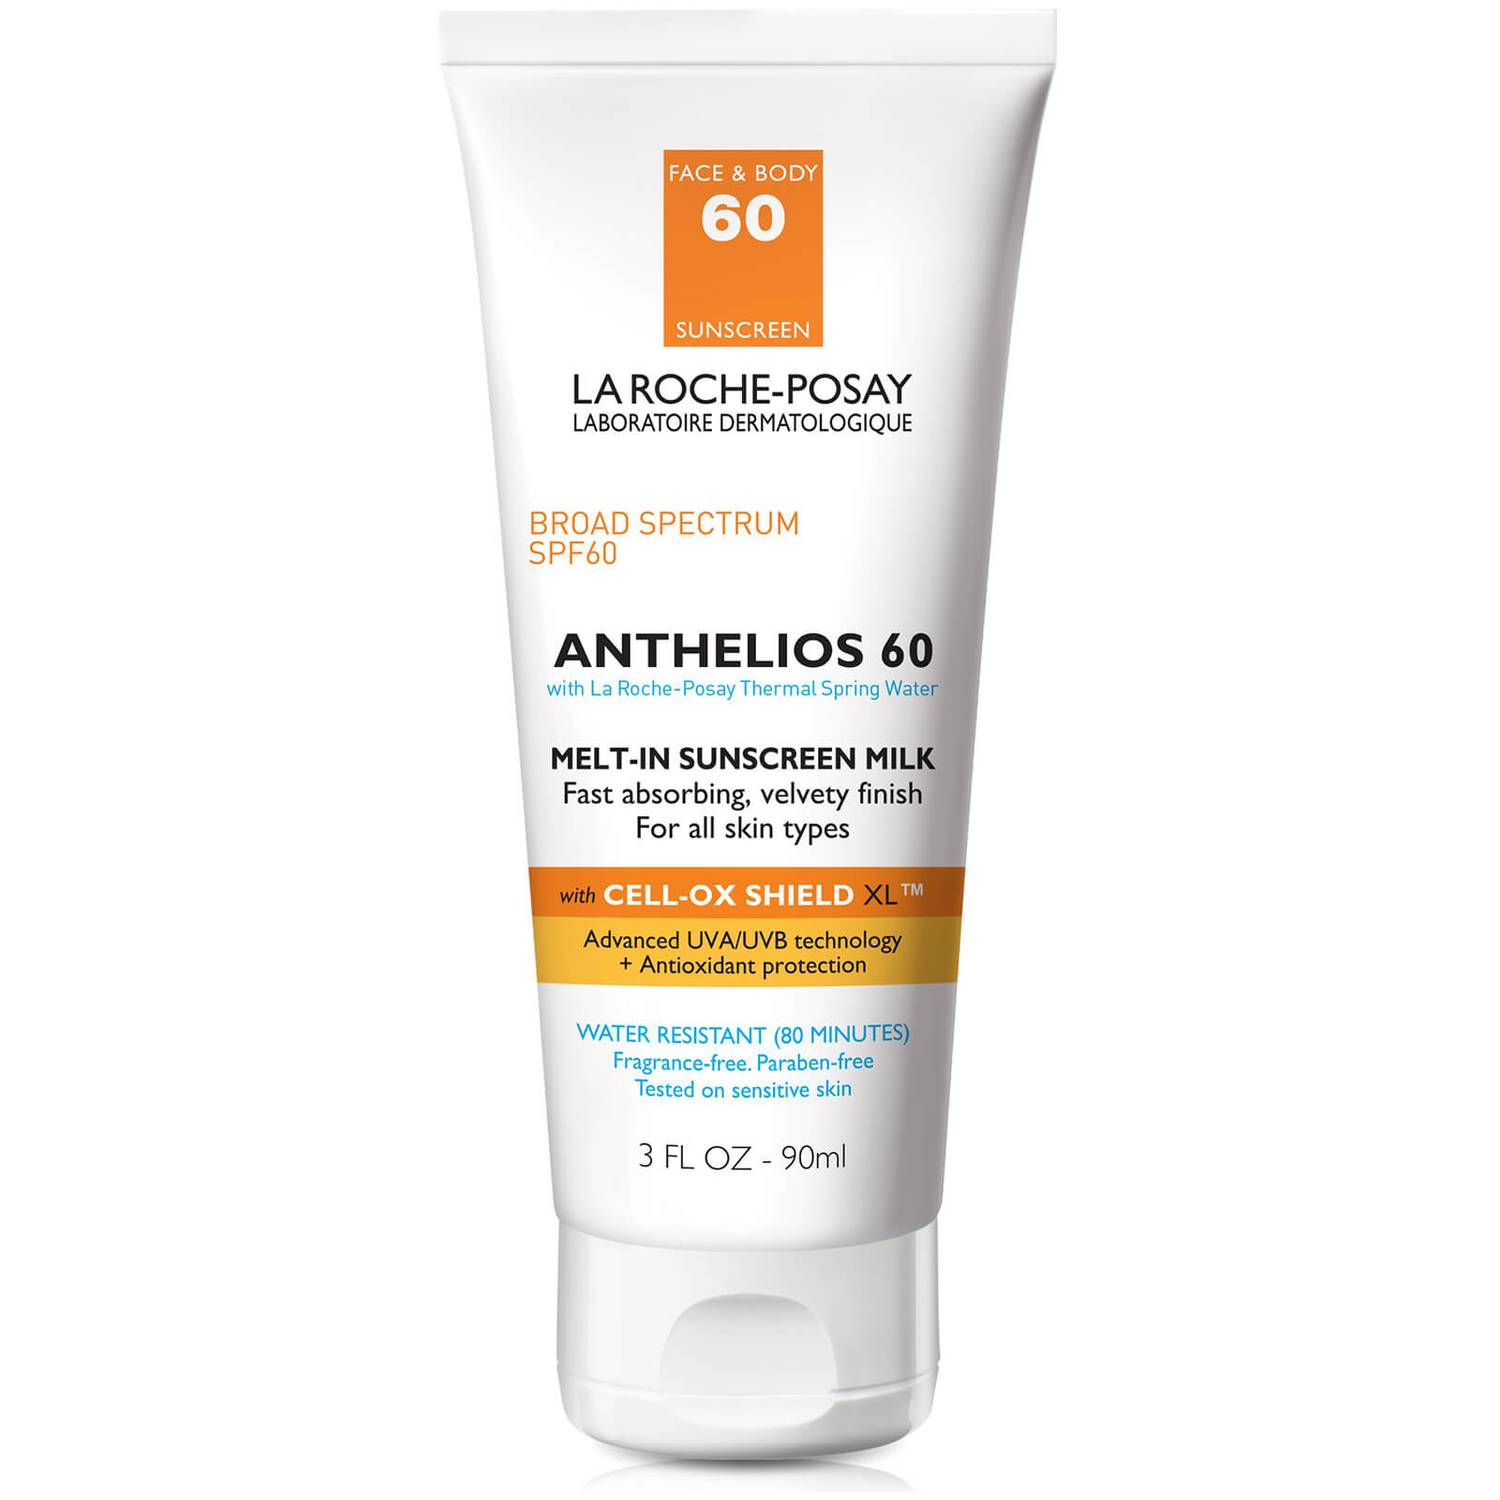 FACE & BODY
60
SUNSCREEN
LA ROCHE-POSAY
LABORATOIRE DERMATOLOGIQUE
BROAD SPECTRUM
SPF60
ANTHELIOS 60
with La Roche-Posay Thermal Spring Water
MELT-IN SUNSCREEN MILK
Fast absorbing, velvety finish
For all skin types
with CELL-OX SHIELD XL™
Advanced UVA/UVB technology
+ Antioxidant protection
WATER RESISTANT (80 MINUTES)
Fragrance-free. Paraben-free
Tested on sensitive skin
3 FL OZ - 90ml